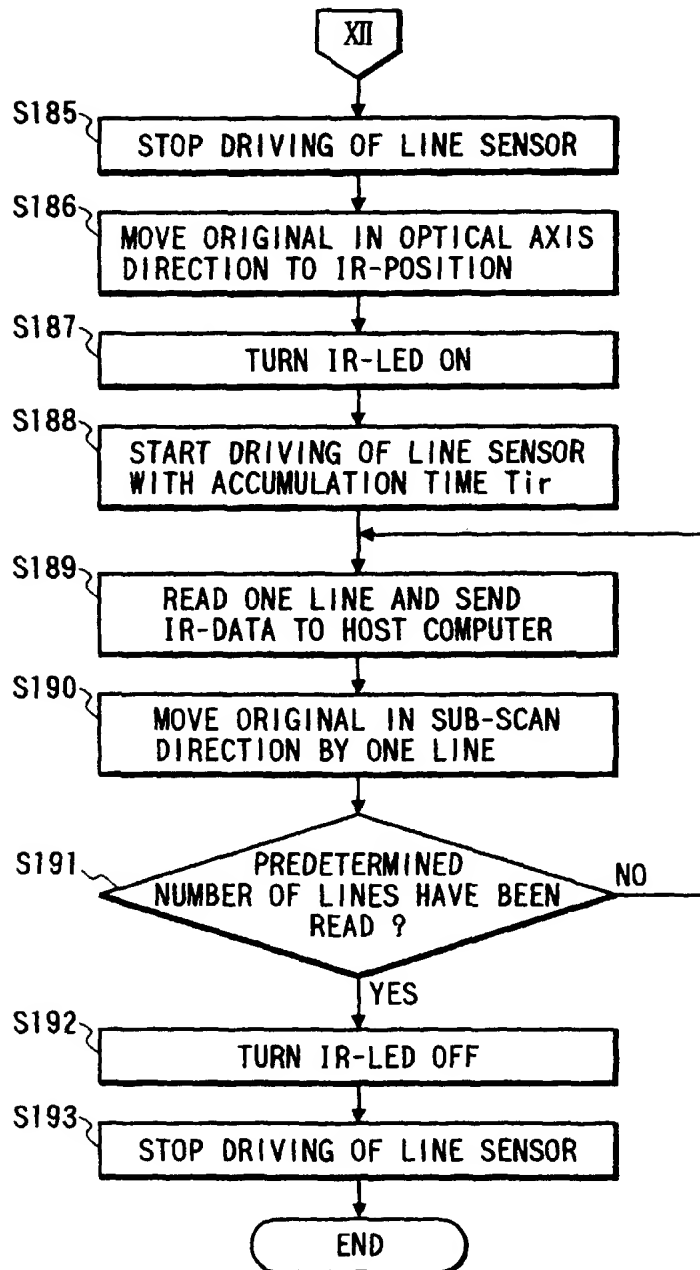 XII
S185
STOP DRIVING OF LINE SENSOR
S186
MOVE ORIGINAL IN OPTICAL AXIS
DIRECTION TO IR-POSITION
S187
TURN IR-LED ON
S188
START DRIVING OF LINE SENSOR
WITH ACCUMULATION TIME Tir
S189
READ ONE LINE AND SEND
IR-DATA TO HOST COMPUTER
S190
MOVE ORIGINAL IN SUB-SCAN
DIRECTION BY ONE LINE
S191
PREDETERMINED
NUMBER OF LINES HAVE BEEN
READ ?
NO
YES
S192
TURN IR-LED OFF
S193
STOP DRIVING OF LINE SENSOR
END